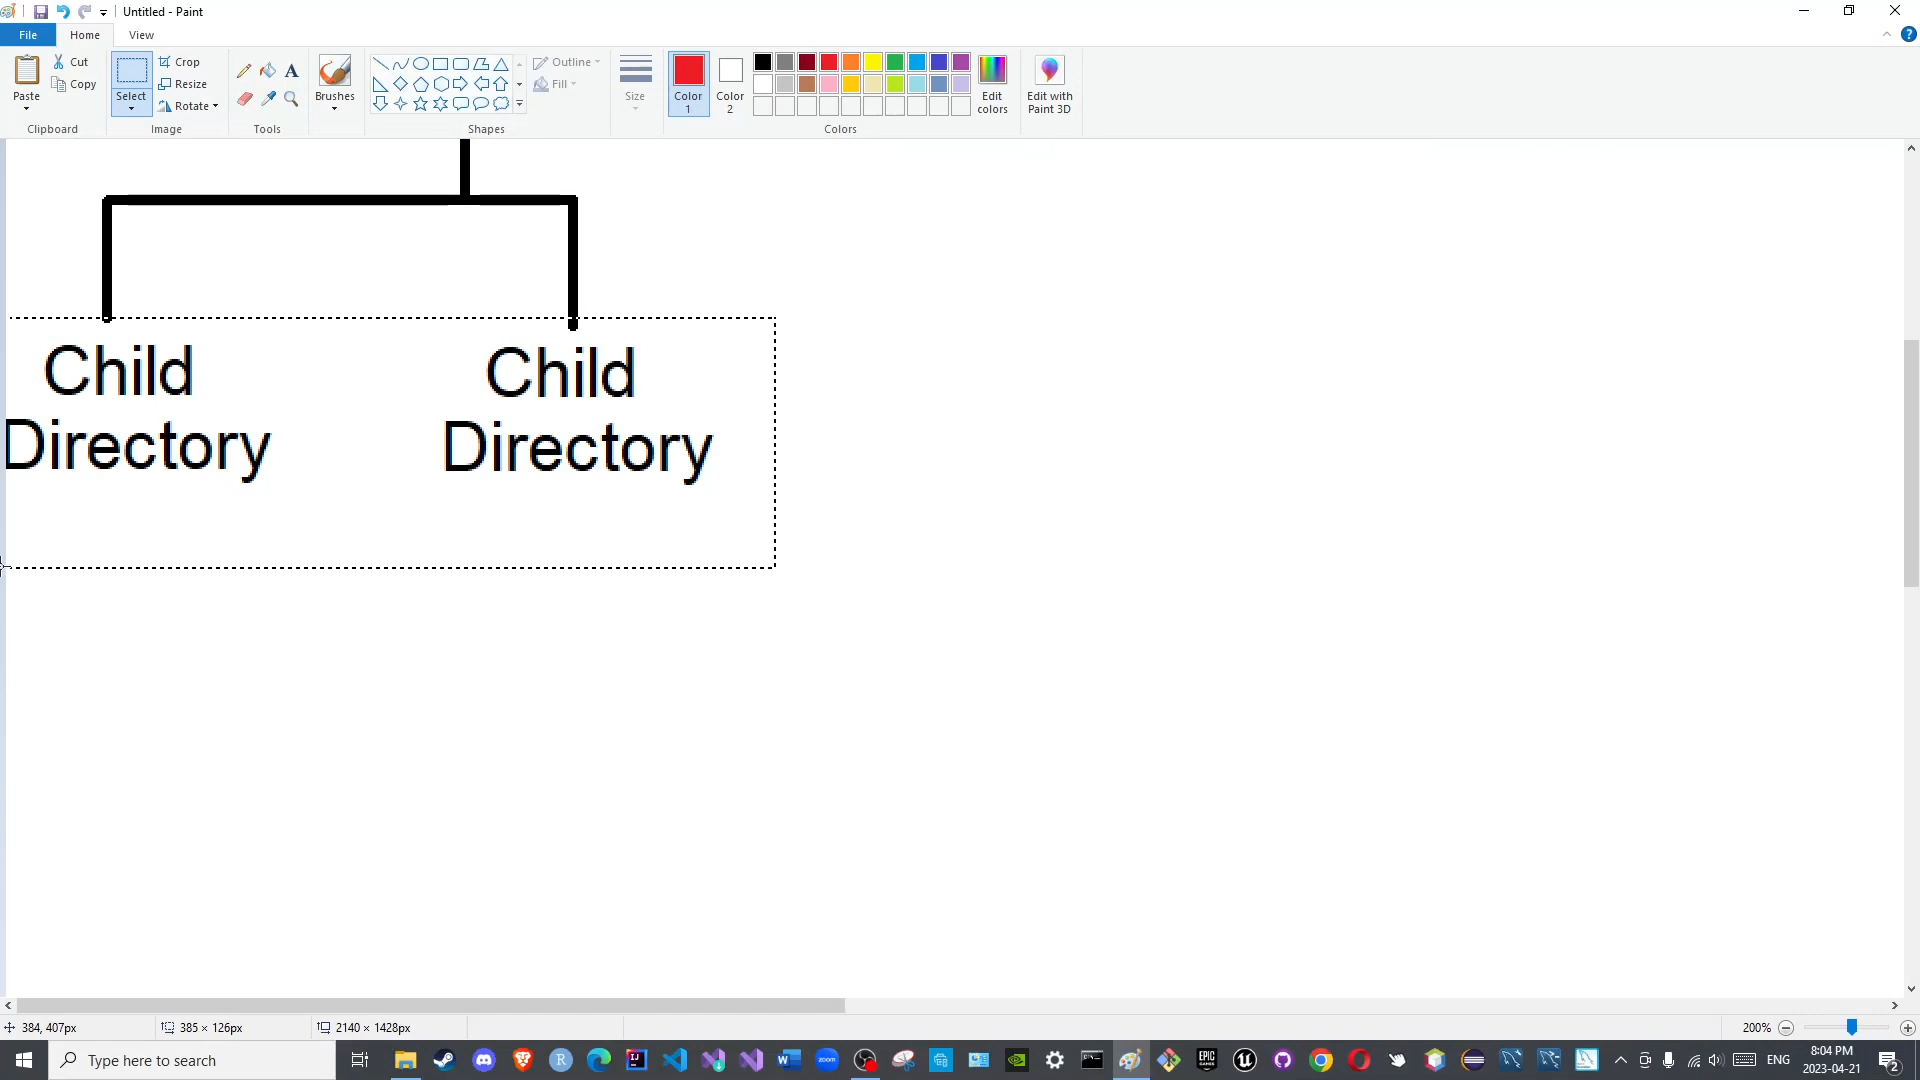 Untitled - Paint
File Home View
Paste
Cut
Copy
Clipboard
Select
Crop
Resize
Rotate
Image
Tools
Brushes
Shapes
Outline
Fill
Size
Color 1
Color 2
Edit colors
Colors
Edit with Paint 3D
Child
Directory
Child
Directory
384, 407px 385 × 126px 2140 × 1428px 200%
Type here to search
ENG
8:04 PM
2023-04-21
2